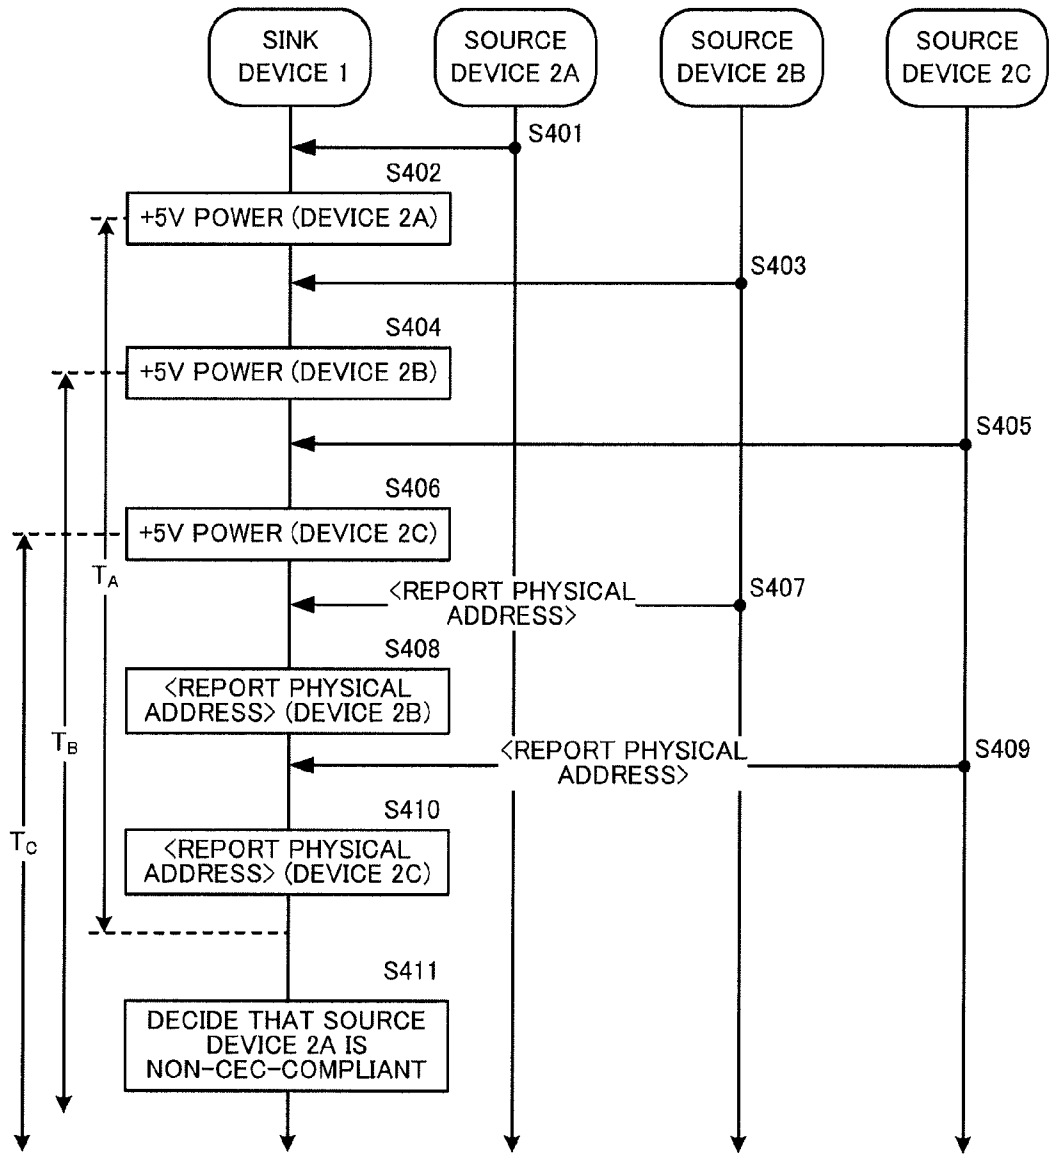 SINK
DEVICE 1
SOURCE
DEVICE 2A
SOURCE
DEVICE 2B
SOURCE
DEVICE 2C
S401
S402
+5V POWER (DEVICE 2A)
S403
S404
+5V POWER (DEVICE 2B)
S405
S406
+5V POWER (DEVICE 2C)
TA
<REPORT PHYSICAL
ADDRESS>
S407
S408
<REPORT PHYSICAL
ADDRESS> (DEVICE 2B)
TB
<REPORT PHYSICAL
ADDRESS>
S409
S410
TC
<REPORT PHYSICAL
ADDRESS> (DEVICE 2C)
S411
DECIDE THAT SOURCE
DEVICE 2A IS
NON-CEC-COMPLIANT